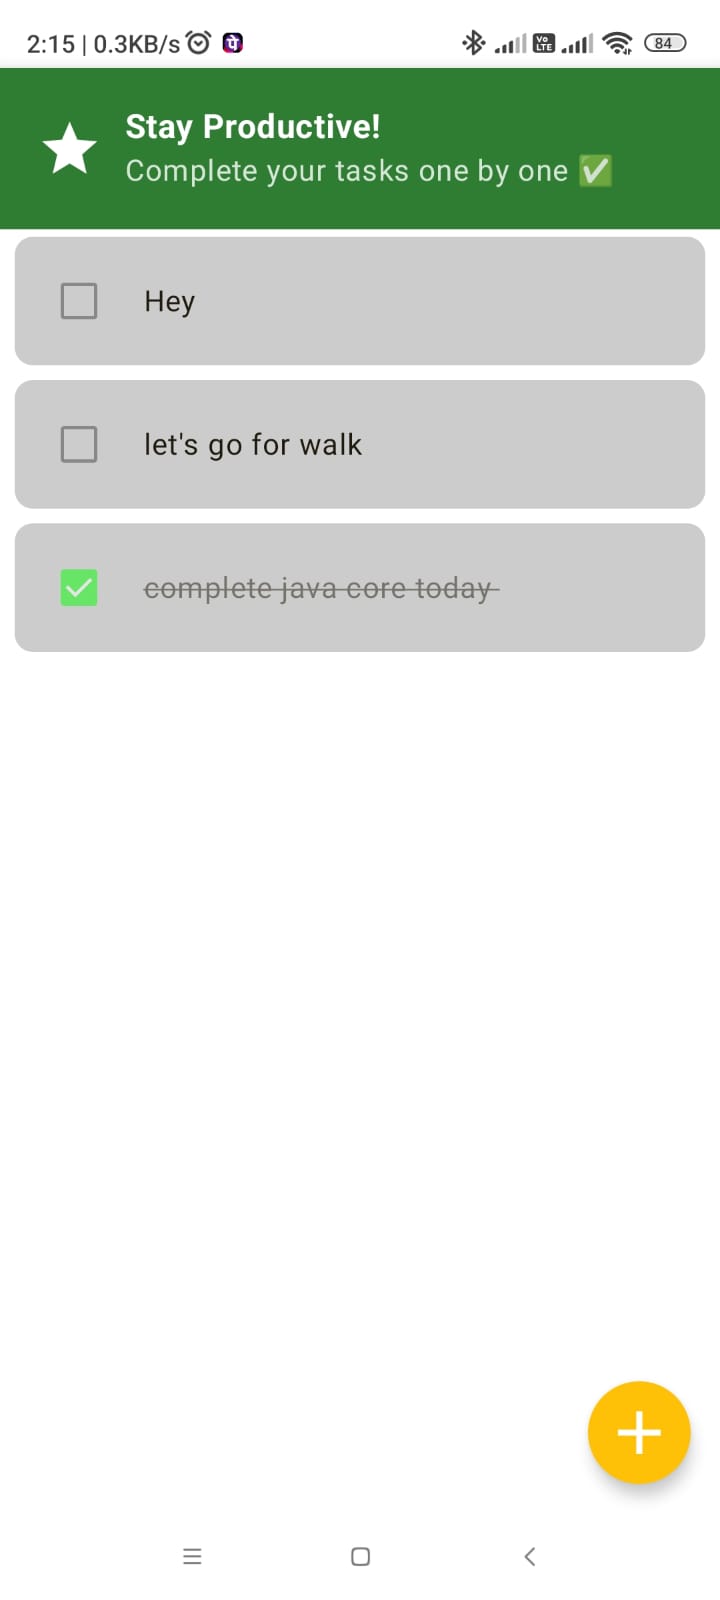 2:15 | 0.3KB/s पे Vo LTE 84
Stay Productive!
Complete your tasks one by one ✅
Hey
let's go for walk
complete java core today